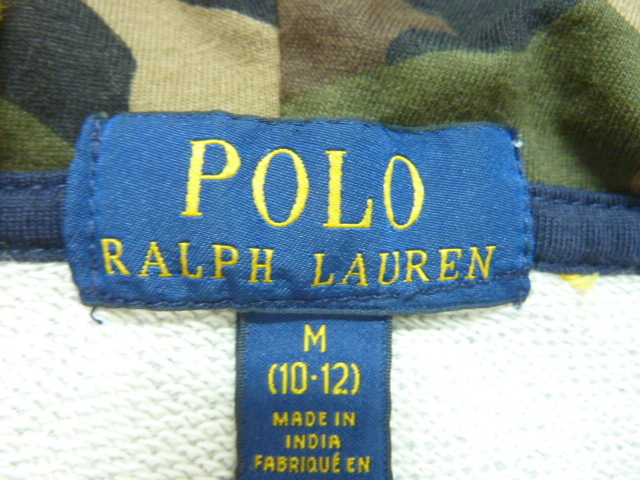 POLO
RALPH LAUREN
M
(10·12)
MADE IN
INDIA
FABRIQUÉ EN